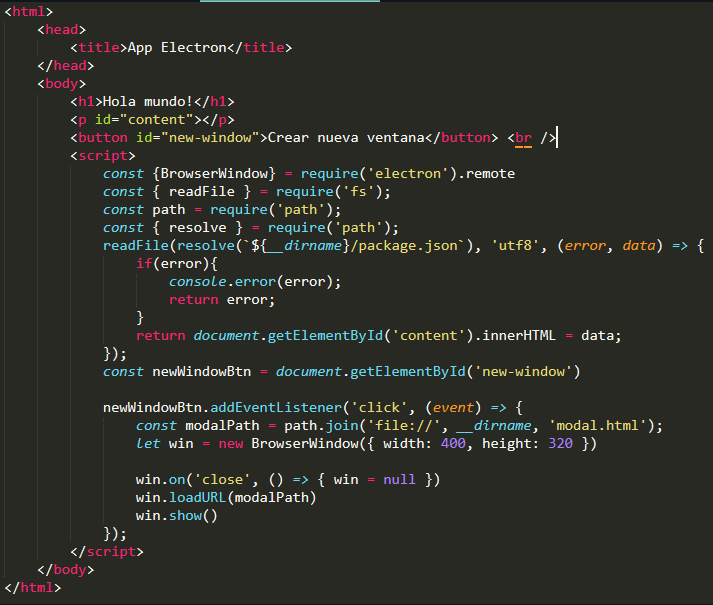 <html>
<head>
<title>App Electron</title>
</head>
<body>
<h1>Hola mundo!</h1>
<p id="content"></p>
<button id="new-window">Crear nueva ventana</button> <br />
<script>
const {BrowserWindow} = require('electron').remote
const { readFile } = require('fs');
const path = require('path');
const { resolve } = require('path');
readFile(resolve(`${__dirname}/package.json`), 'utf8', (error, data) => {
if(error){
console.error(error);
return error;
}
return document.getElementById('content').innerHTML = data;
});
const newWindowBtn = document.getElementById('new-window')
newWindowBtn.addEventListener('click', (event) => {
const modalPath = path.join('file://', __dirname, 'modal.html');
let win = new BrowserWindow({ width: 400, height: 320 })
win.on('close', () => { win = null })
win.loadURL(modalPath)
win.show()
});
</script>
</body>
</html>